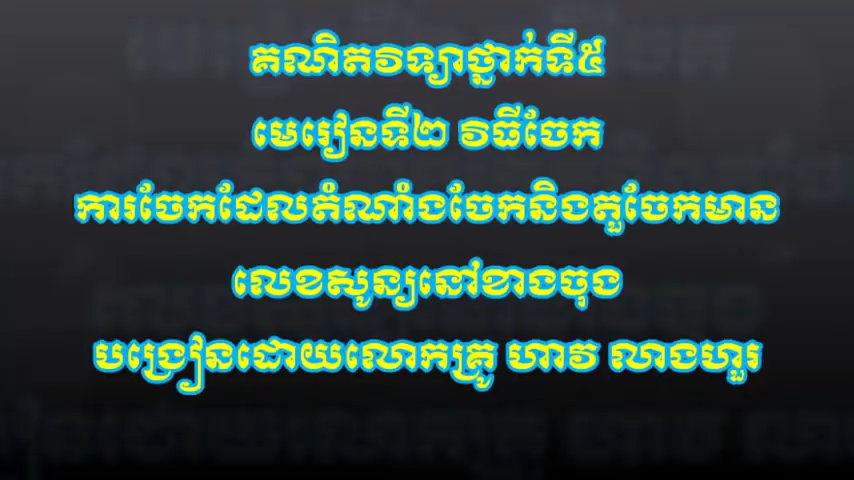 គណិតវិទ្យាថ្នាក់ទី៥
មេរៀនទី២ វិធីចែក
ការចែកដែលតំណាំងចែកនិងតួចែកមាន
លេខសូន្យនៅខាងចុង
បង្រៀនដោយលោកគ្រូ ហាវ លាងហួរ